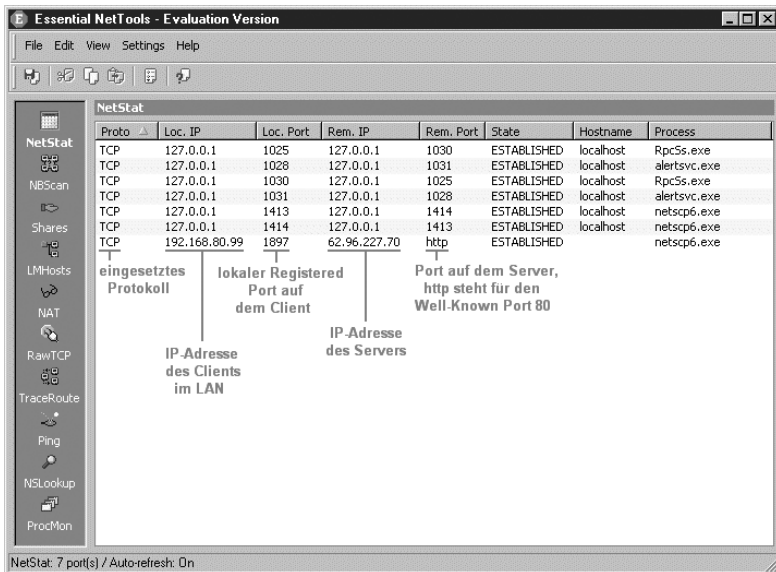 Essential NetTools - Evaluation Version
File Edit View Settings Help
NetStat
NBScan
Shares
LMHosts
NAT
RawTCP
TraceRoute
Ping
NSLookup
ProcMon
NetStat
Proto Loc. IP Loc. Port Rem. IP Rem. Port State Hostname Process
TCP 127.0.0.1 1025 127.0.0.1 1030 ESTABLISHED localhost RpcSs.exe
TCP 127.0.0.1 1028 127.0.0.1 1031 ESTABLISHED localhost alertsvc.exe
TCP 127.0.0.1 1030 127.0.0.1 1025 ESTABLISHED localhost RpcSs.exe
TCP 127.0.0.1 1031 127.0.0.1 1028 ESTABLISHED localhost alertsvc.exe
TCP 127.0.0.1 1413 127.0.0.1 1414 ESTABLISHED localhost netscp6.exe
TCP 127.0.0.1 1414 127.0.0.1 1413 ESTABLISHED localhost netscp6.exe
TCP 192.168.80.99 1897 62.96.227.70 http ESTABLISHED netscp6.exe
eingesetztes
Protokoll
IP-Adresse
des Clients
im LAN
lokaler Registered
Port auf
dem Client
IP-Adresse
des Servers
Port auf dem Server,
http steht für den
Well-Known Port 80
NetStat: 7 port(s) / Auto-refresh: On